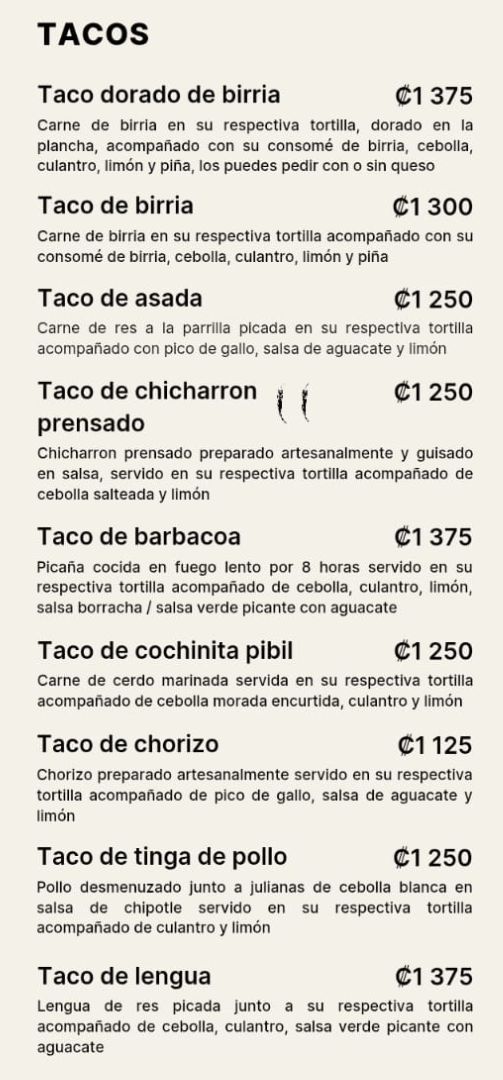 TACOS
Taco dorado de birria ₡1 375
Carne de birria en su respectiva tortilla, dorado en la
plancha, acompañado con su consomé de birria, cebolla,
culantro, limón y piña, los puedes pedir con o sin queso
Taco de birria ₡1 300
Carne de birria en su respectiva tortilla acompañado con su
consomé de birria, cebolla, culantro, limón y piña
Taco de asada ₡1 250
Carne de res a la parrilla picada en su respectiva tortilla
acompañado con pico de gallo, salsa de aguacate y limón
Taco de chicharron ₡1 250
prensado
Chicharron prensado preparado artesanalmente y guisado
en salsa, servido en su respectiva tortilla acompañado de
cebolla salteada y limón
Taco de barbacoa ₡1 375
Picaña cocida en fuego lento por 8 horas servido en su
respectiva tortilla acompañado de cebolla, culantro, limón,
salsa borracha / salsa verde picante con aguacate
Taco de cochinita pibil ₡1 250
Carne de cerdo marinada servida en su respectiva tortilla
acompañado de cebolla morada encurtida, culantro y limón
Taco de chorizo ₡1 125
Chorizo preparado artesanalmente servido en su respectiva
tortilla acompañado de pico de gallo, salsa de aguacate y
limón
Taco de tinga de pollo ₡1 250
Pollo desmenuzado junto a julianas de cebolla blanca en
salsa de chipotle servido en su respectiva tortilla
acompañado de culantro y limón
Taco de lengua ₡1 375
Lengua de res picada junto a su respectiva tortilla
acompañado de cebolla, culantro, salsa verde picante con
aguacate